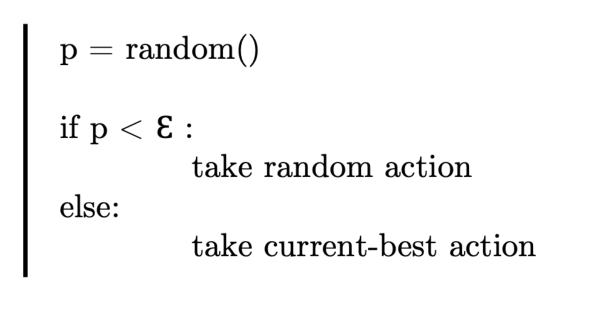 p = random()
if p < ε :
take random action
else:
take current-best action